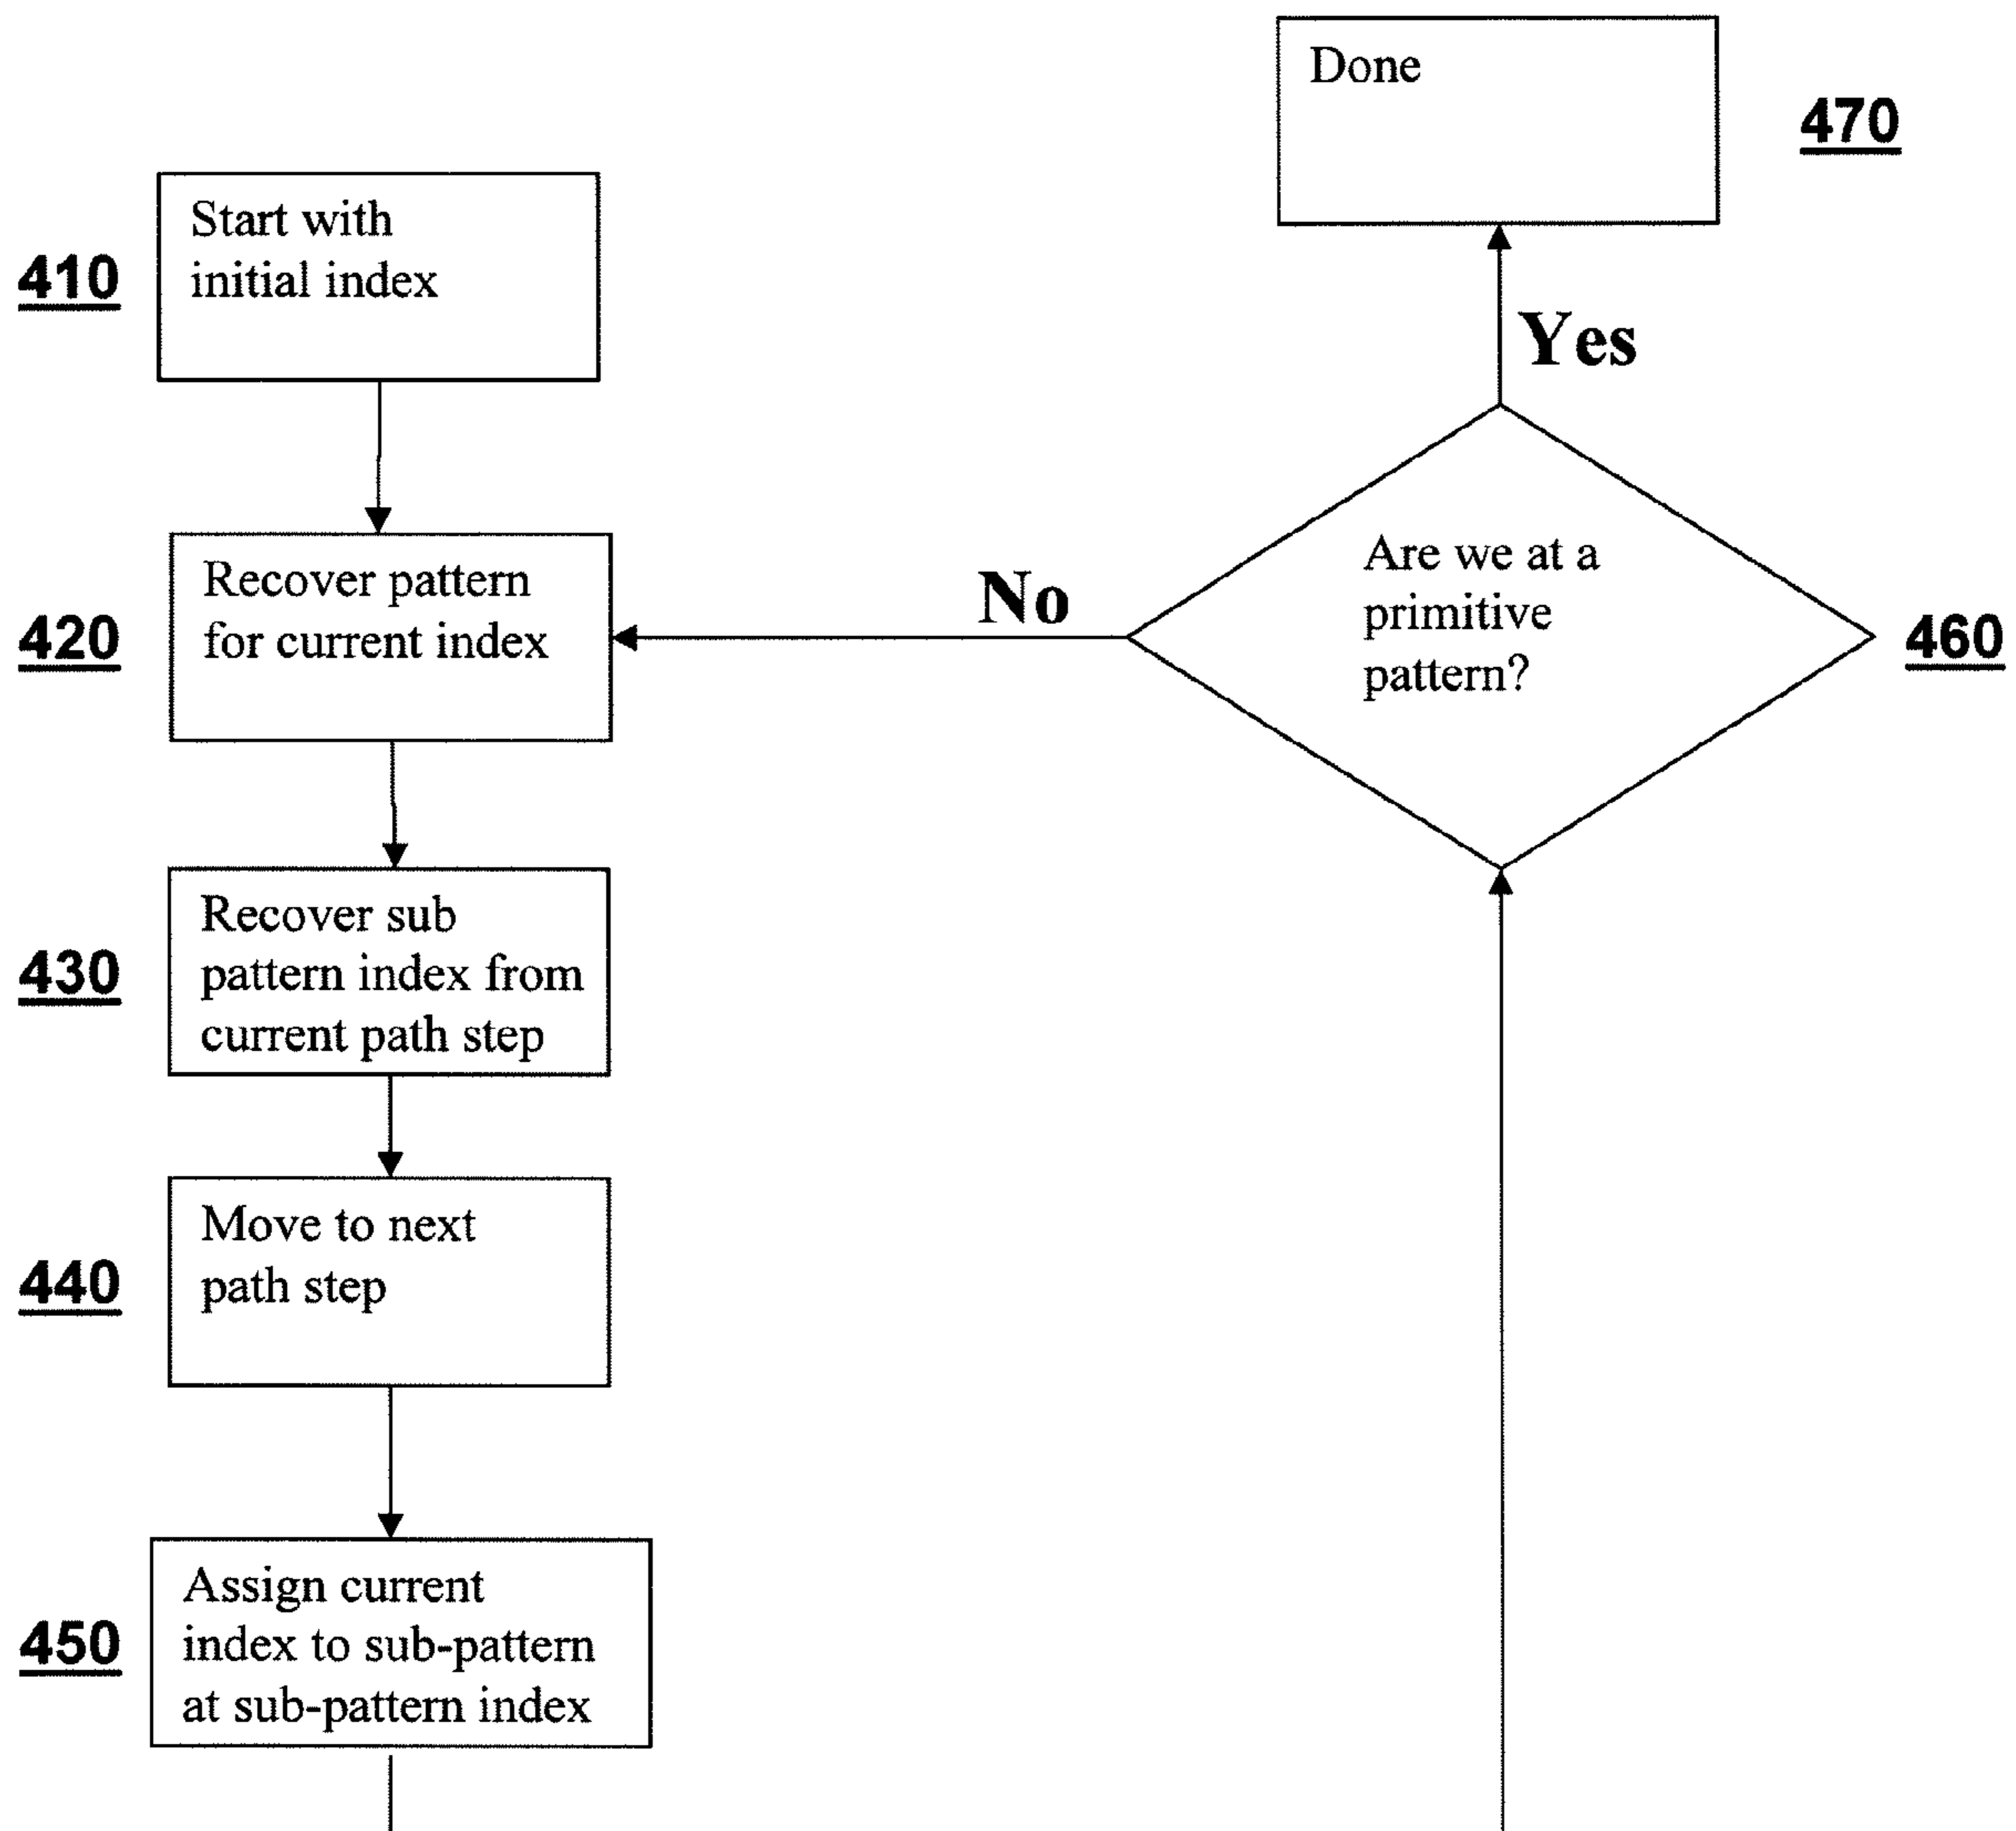 Done
470
Start with
initial index
410
Yes
Recover pattern
for current index
420
No
Are we at a
primitive
pattern?
460
Recover sub
pattern index from
current path step
430
Move to next
path step
440
Assign current
index to sub-pattern
at sub-pattern index
450